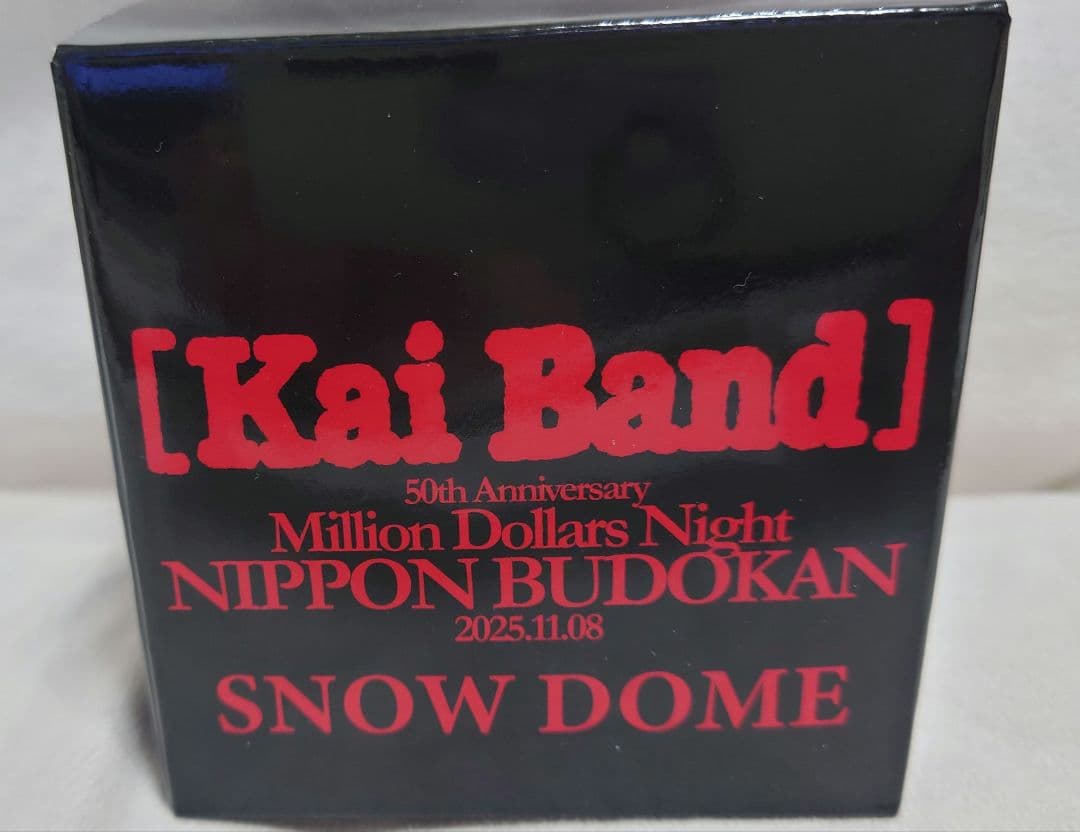 [Kai Band]
50th Anniversary
Million Dollars Night
NIPPON BUDOKAN
2025.11.08
SNOW DOME